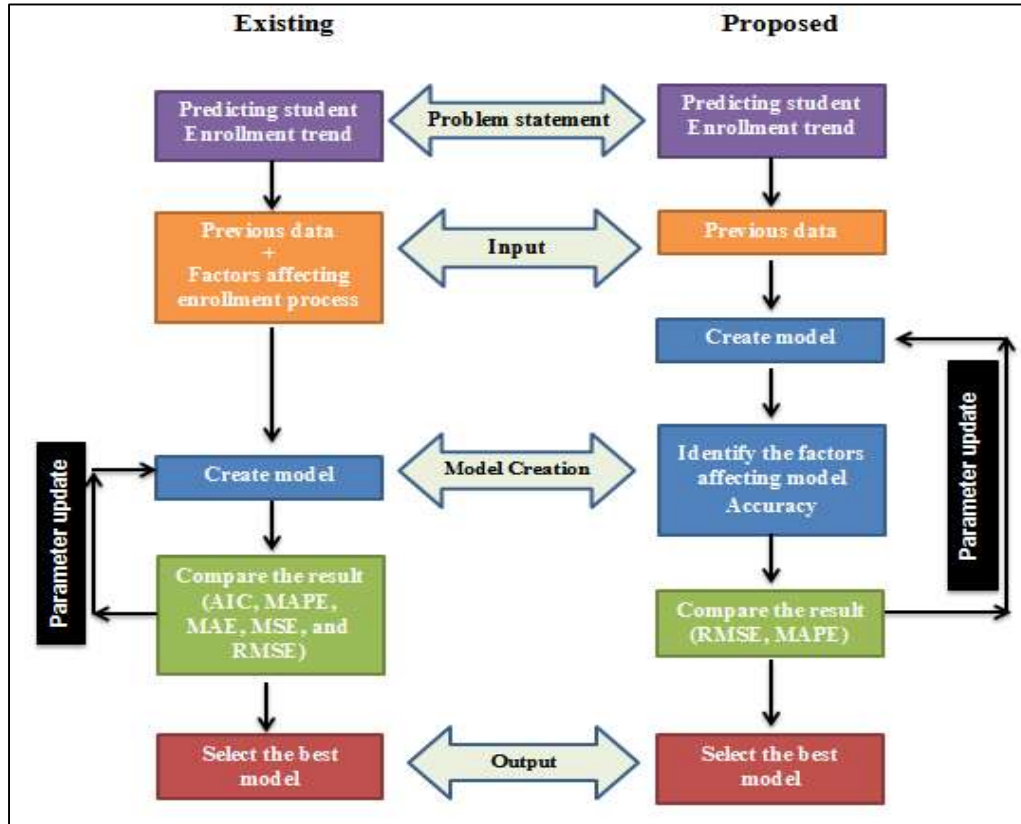 Existing
Proposed
Predicting student
Enrollment trend
Problem statement
Predicting student
Enrollment trend
Previous data
+
Factors affecting
enrollment process
Input
Previous data
Create model
Parameter update
Create model
Model Creation
Identify the factors
affecting model
Accuracy
Parameter update
Compare the result
(AIC, MAPE,
MAE, MSE, and
RMSE)
Compare the result
(RMSE, MAPE)
Select the best
model
Output
Select the best
model